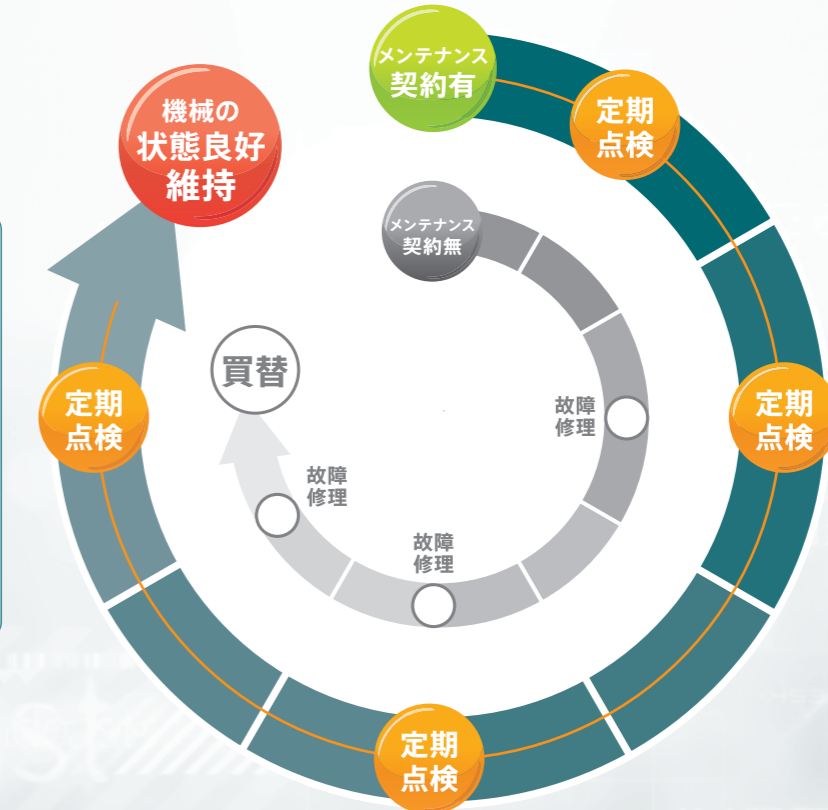 メンテナンス
契約有
定期
点検
機械の
状態良好
維持
メンテナンス
契約無
買替
定期
点検
定期
点検
故障
修理
故障
修理
故障
修理
定期
点検